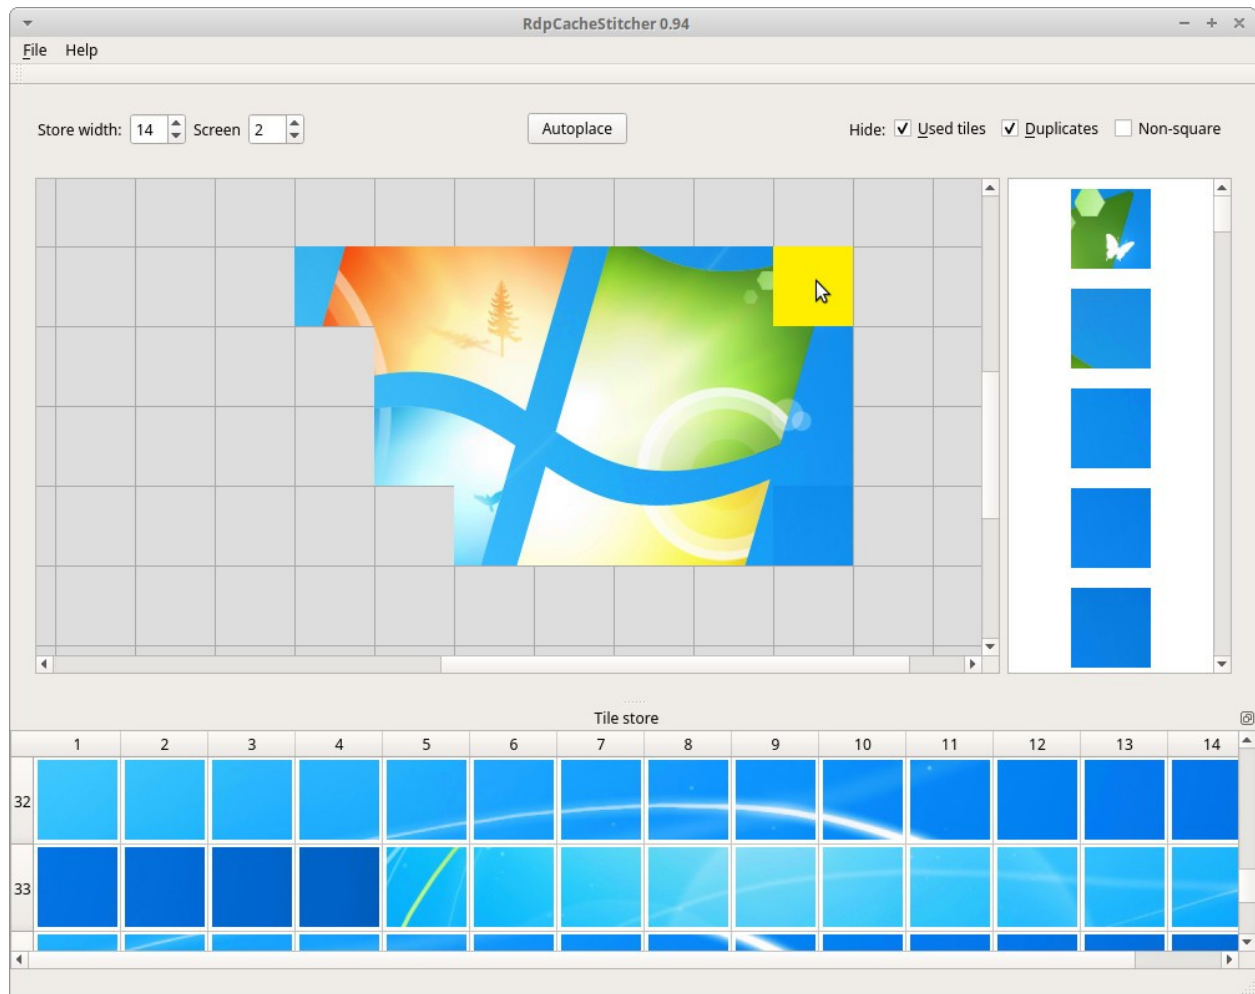 RdpCacheStitcher 0.94
File Help
Store width: 14 Screen 2 Autoplace Hide: Used tiles Duplicates Non-square
Tile store
1 2 3 4 5 6 7 8 9 10 11 12 13 14
32
33